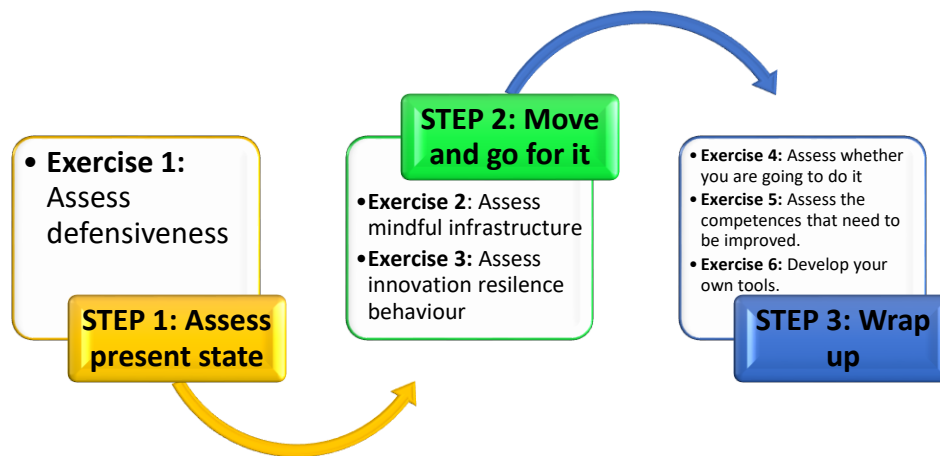 • Exercise 1:
Assess
defensiveness
STEP 1: Assess
present state
STEP 2: Move
and go for it
•Exercise 2: Assess
mindful infrastructure
•Exercise 3: Assess
innovation resilence
behaviour
• Exercise 4: Assess whether
you are going to do it
• Exercise 5: Assess the
competences that need to
be improved.
• Exercise 6: Develop your
own tools.
STEP 3: Wrap
up